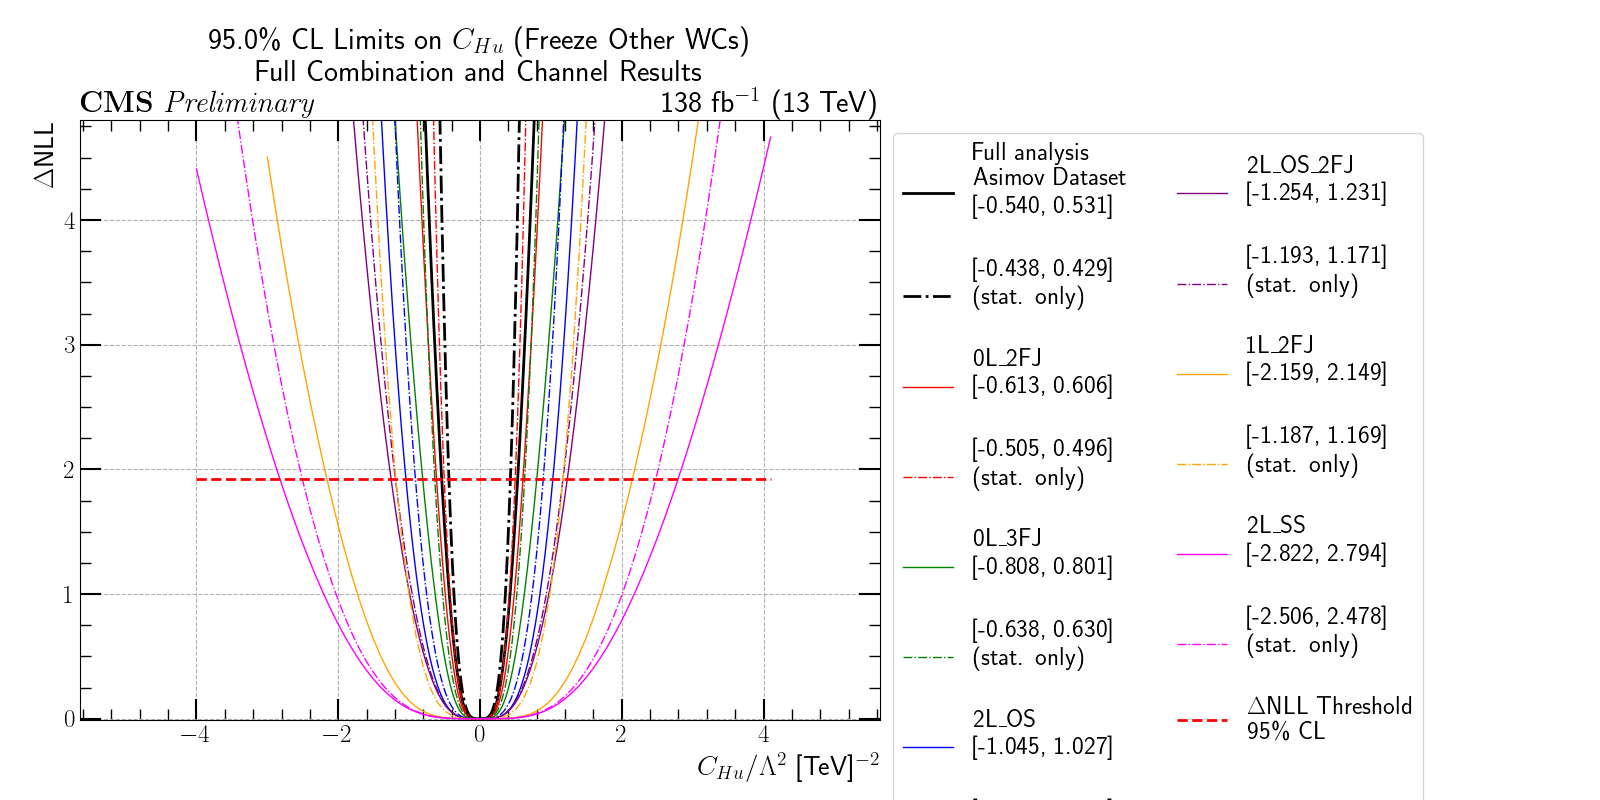 95.0% CL Limits on C_{Hu} (Freeze Other WCs)
Full Combination and Channel Results
CMS Preliminary
138 fb^{-1} (13 TeV)
ΔNLL
4
3
2
1
0
−4
−2
0
2
4
C_{Hu}/Λ^2 [TeV]^{−2}
Full analysis
Asimov Dataset
[-0.540, 0.531]
[-0.438, 0.429]
(stat. only)
0L_2FJ
[-0.613, 0.606]
[-0.505, 0.496]
(stat. only)
0L_3FJ
[-0.808, 0.801]
[-0.638, 0.630]
(stat. only)
2L_OS
[-1.045, 1.027]
2L_OS_2FJ
[-1.254, 1.231]
[-1.193, 1.171]
(stat. only)
1L_2FJ
[-2.159, 2.149]
[-1.187, 1.169]
(stat. only)
2L_SS
[-2.822, 2.794]
[-2.506, 2.478]
(stat. only)
ΔNLL Threshold
95% CL